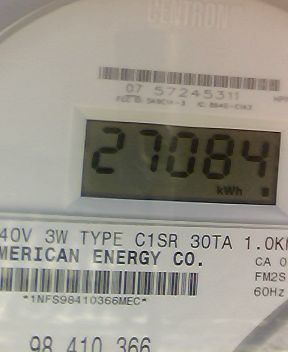 CENTRON
07 57245311
27084
kWh
40V 3W TYPE C1SR 30TA 1.0K
MERICAN ENERGY CO.
CA 0
FM2S
60Hz
*1NFS98410366MEC*
98 410 366